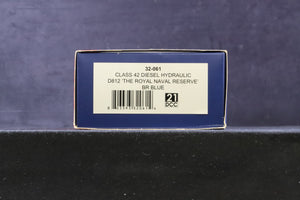 32-061
CLASS 42 DIESEL HYDRAULIC
D812 'THE ROYAL NAVAL RESERVE'
BR BLUE
21
DCC